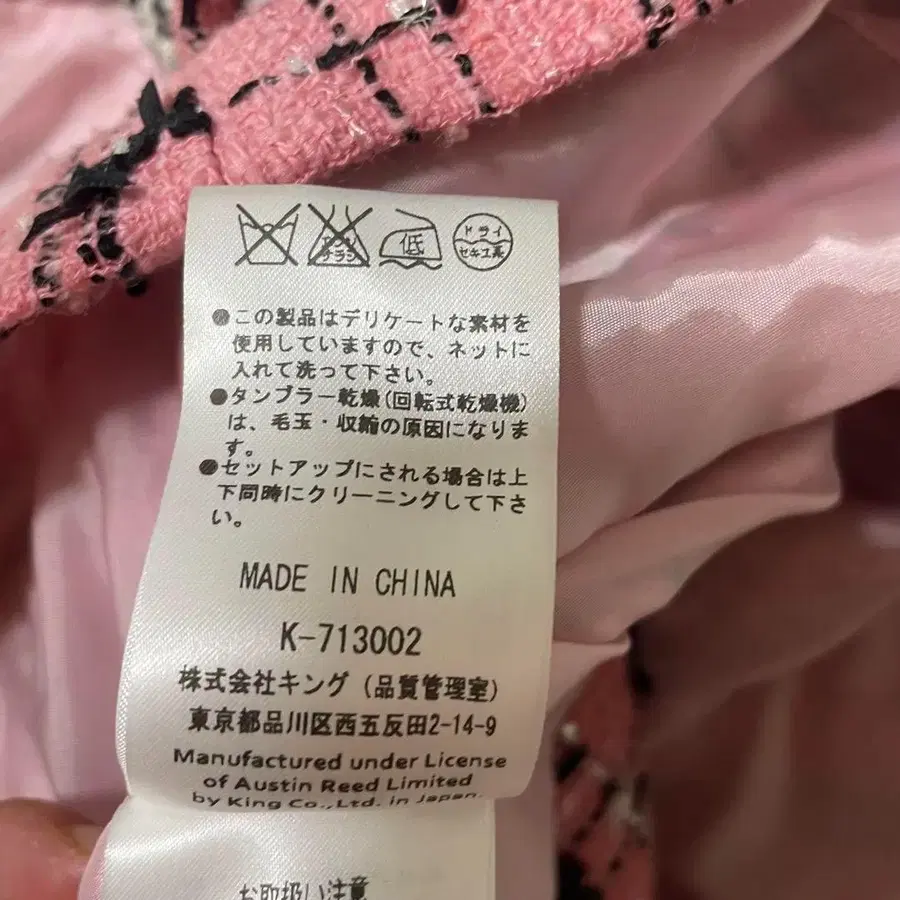 低
ドライ
セキユ系
●この製品はデリケートな素材を
使用していますので、ネットに
入れて洗って下さい。
●タンブラー乾燥(回転式乾燥機)
は、毛玉・収縮の原因になりま
す。
●セットアップにされる場合は上
下同時にクリーニングして下さ
い。
MADE IN CHINA
K-713002
株式会社キング(品質管理室)
東京都品川区西五反田2-14-9
Manufactured under License
of Austin Reed Limited
by King Co.,Ltd. in Japan.
お取扱い注意